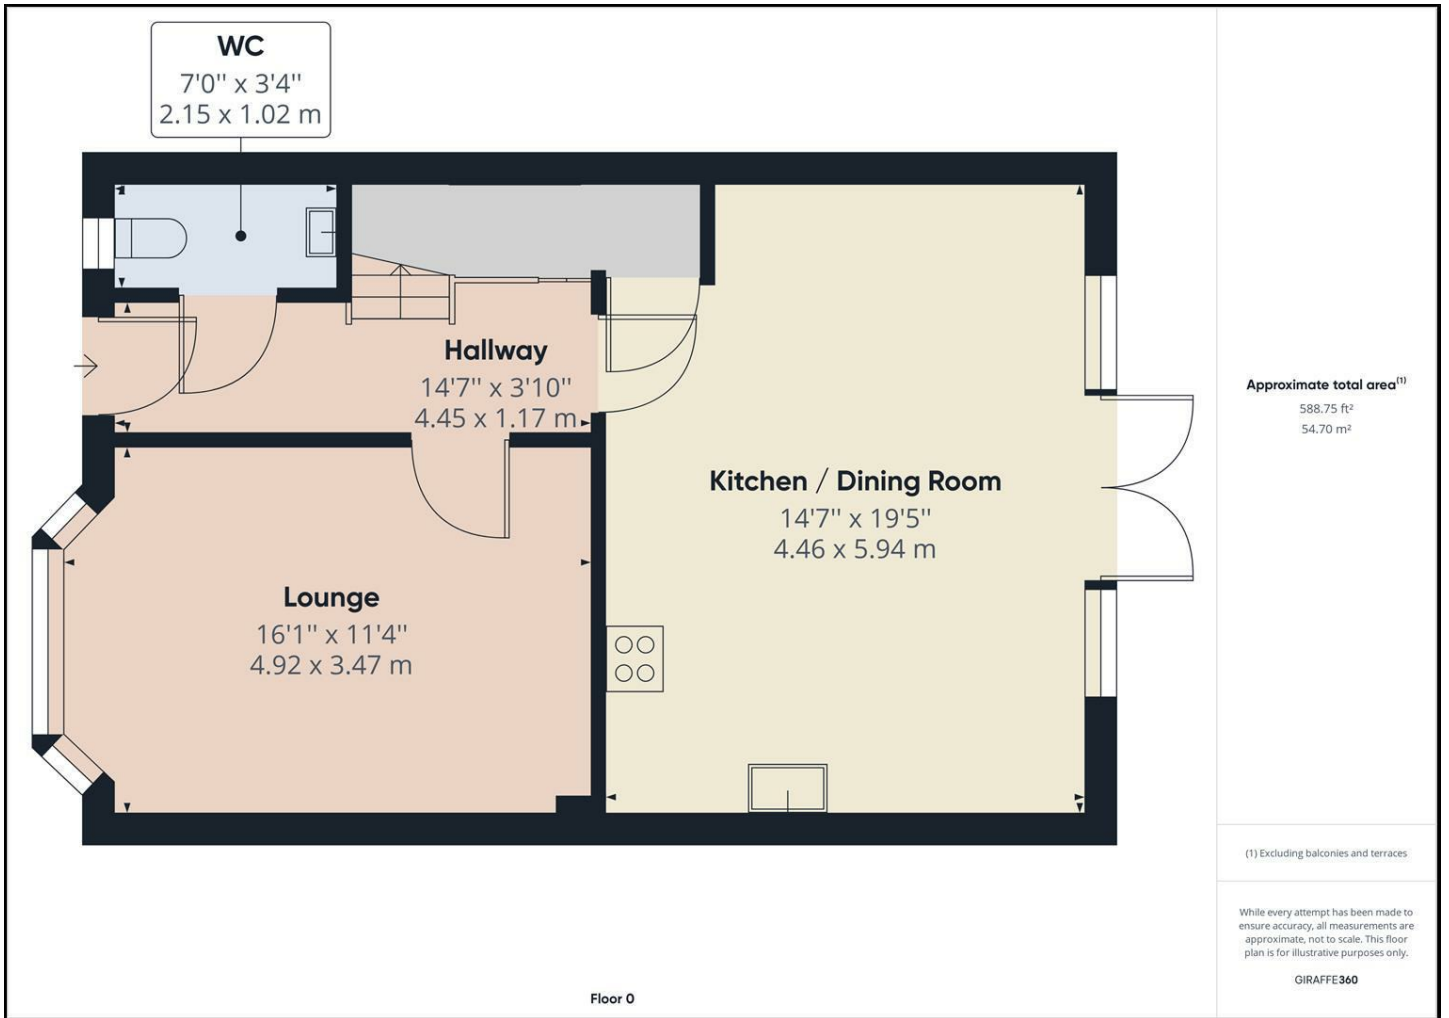 WC
7'0'' x 3'4''
2.15 x 1.02 m
Hallway
14'7'' x 3'10''
4.45 x 1.17 m
Kitchen / Dining Room
14'7'' x 19'5''
4.46 x 5.94 m
Lounge
16'1'' x 11'4''
4.92 x 3.47 m
Floor 0
Approximate total area(1)
588.75 ft²
54.70 m²
(1) Excluding balconies and terraces
While every attempt has been made to
ensure accuracy, all measurements are
approximate, not to scale. This floor
plan is for illustrative purposes only.
GIRAFFE360